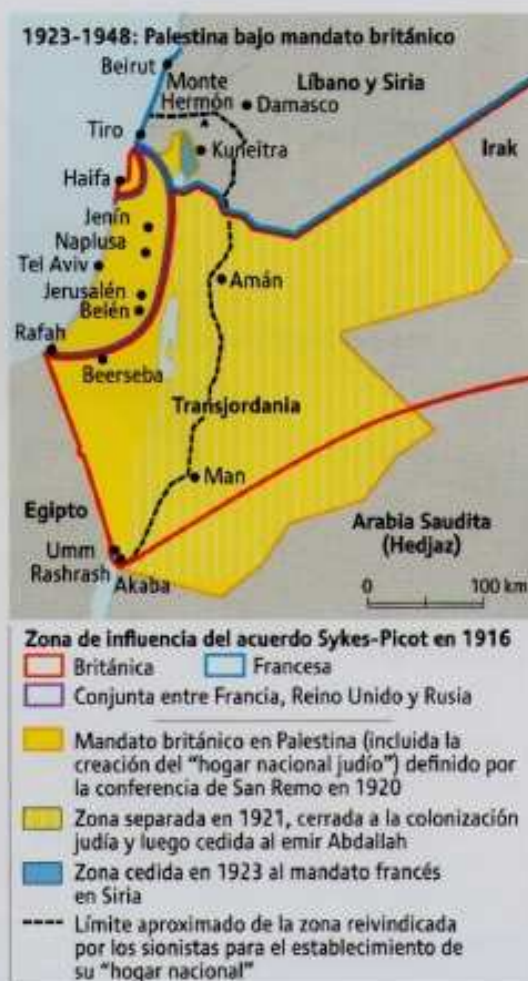 1923-1948: Palestina bajo mandato británico
Beirut
Monte
Hermón
Líbano y Siria
Damasco
Tiro
Kuneitra
Irak
Haifa
Jenín
Naplusa
Tel Aviv
Amán
Jerusalén
Belén
Rafah
Beerseba
Transjordania
Man
Egipto
Arabia Saudita
(Hedjaz)
Umm
Rashrash
Akaba
0 100 km
Zona de influencia del acuerdo Sykes-Picot en 1916
Británica Francesa
Conjunta entre Francia, Reino Unido y Rusia
Mandato británico en Palestina (incluida la
creación del “hogar nacional judío”) definido por
la conferencia de San Remo en 1920
Zona separada en 1921, cerrada a la colonización
judía y luego cedida al emir Abdallah
Zona cedida en 1923 al mandato francés
en Siria
Límite aproximado de la zona reivindicada
por los sionistas para el establecimiento de
su “hogar nacional”